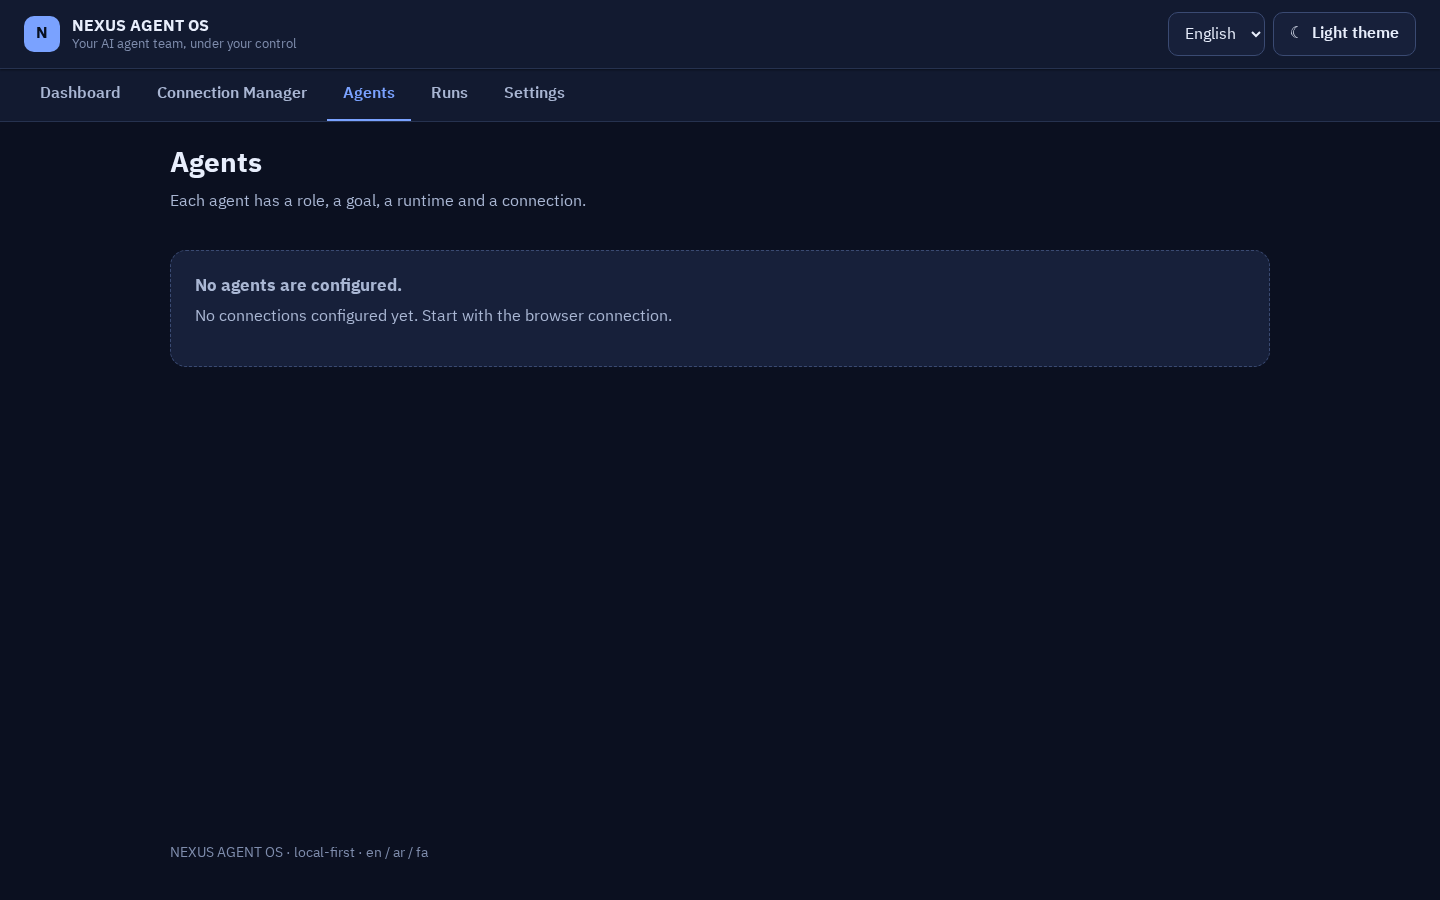 N
NEXUS AGENT OS
Your AI agent team, under your control
English
☾ Light theme
Dashboard
Connection Manager
Agents
Runs
Settings
Agents
Each agent has a role, a goal, a runtime and a connection.
No agents are configured.
No connections configured yet. Start with the browser connection.
NEXUS AGENT OS · local-first · en / ar / fa